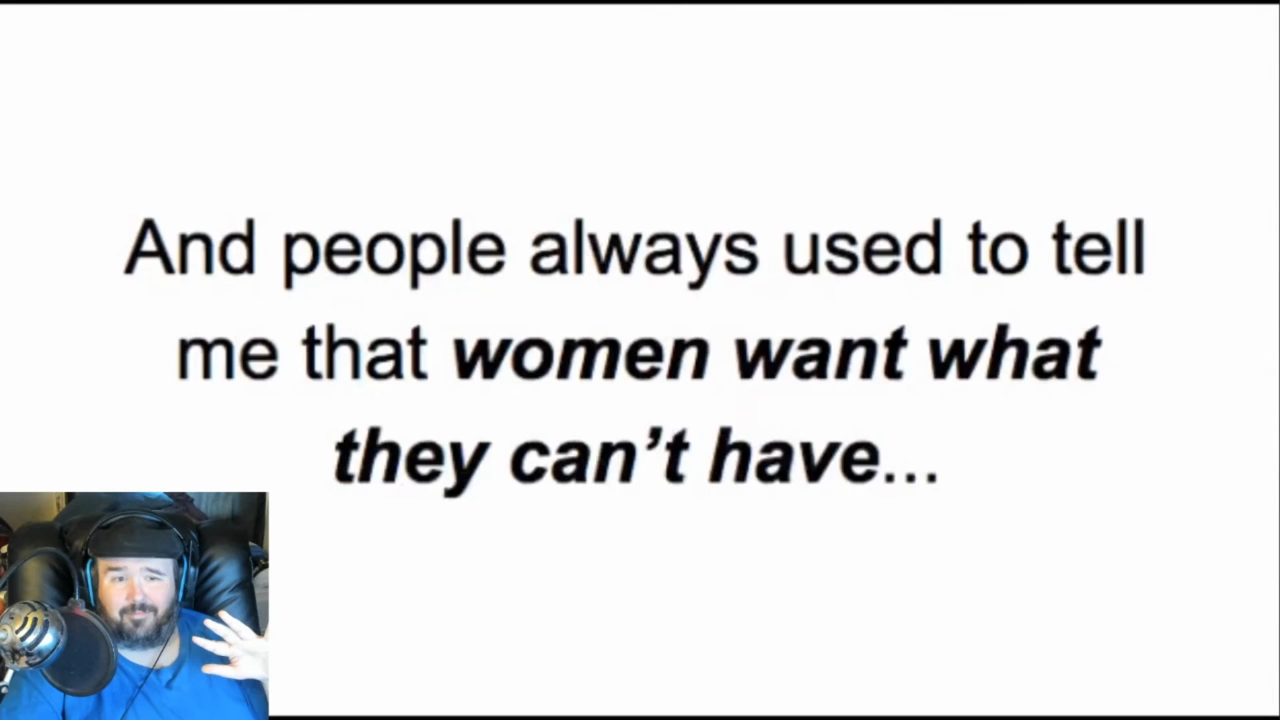 And people always used to tell
me that women want what
they can’t have...